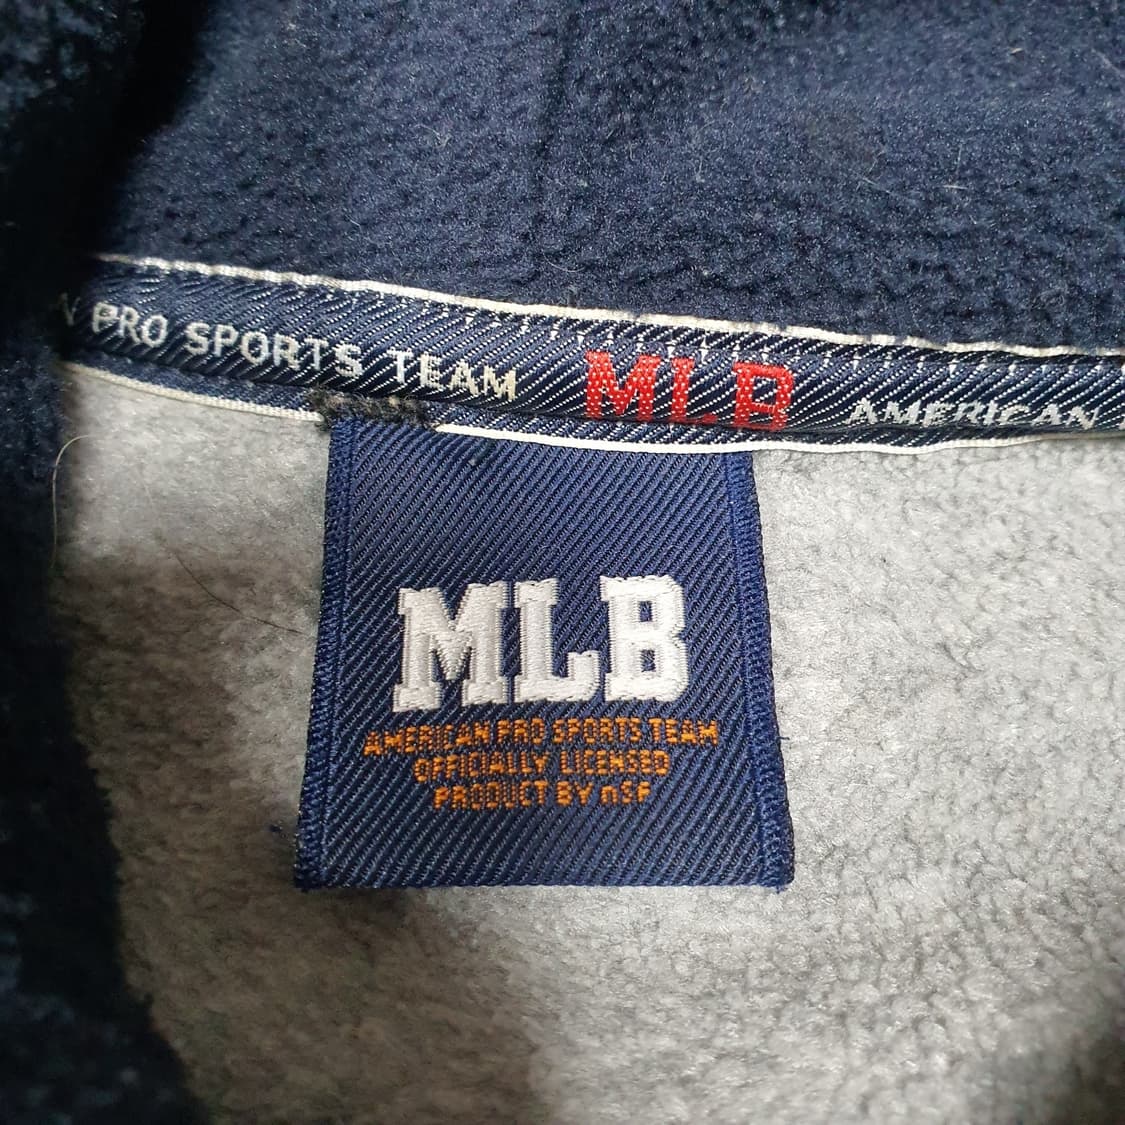 PRO SPORTS TEAM MLB AMERICAN
MLB
AMERICAN PRO SPORTS TEAM
OFFICIALLY LICENSED
PRODUCT BY nSF